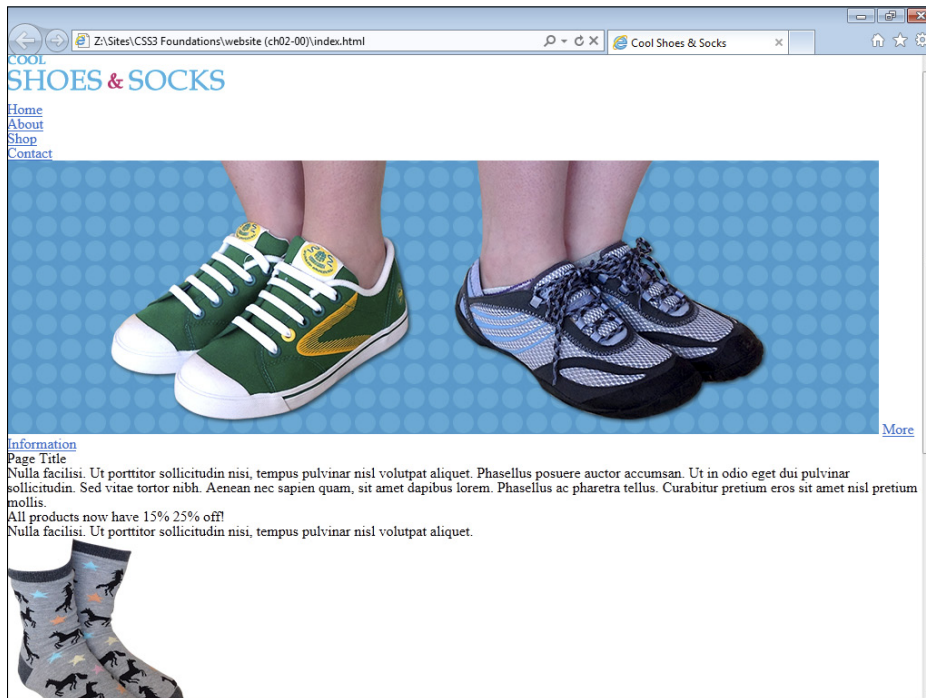 Z:\Sites\CSS3 Foundations\website (ch02-00)\index.html
Cool Shoes & Socks
COOL
SHOES & SOCKS
Home
About
Shop
Contact
More
Information
Page Title
Nulla facilisi. Ut porttitor sollicitudin nisi, tempus pulvinar nisl volutpat aliquet. Phasellus posuere auctor accumsan. Ut in odio eget dui pulvinar
sollicitudin. Sed vitae tortor nibh. Aenean nec sapien quam, sit amet dapibus lorem. Phasellus ac pharetra tellus. Curabitur pretium eros sit amet nisl pretium
mollis.
All products now have 15% 25% off!
Nulla facilisi. Ut porttitor sollicitudin nisi, tempus pulvinar nisl volutpat aliquet.